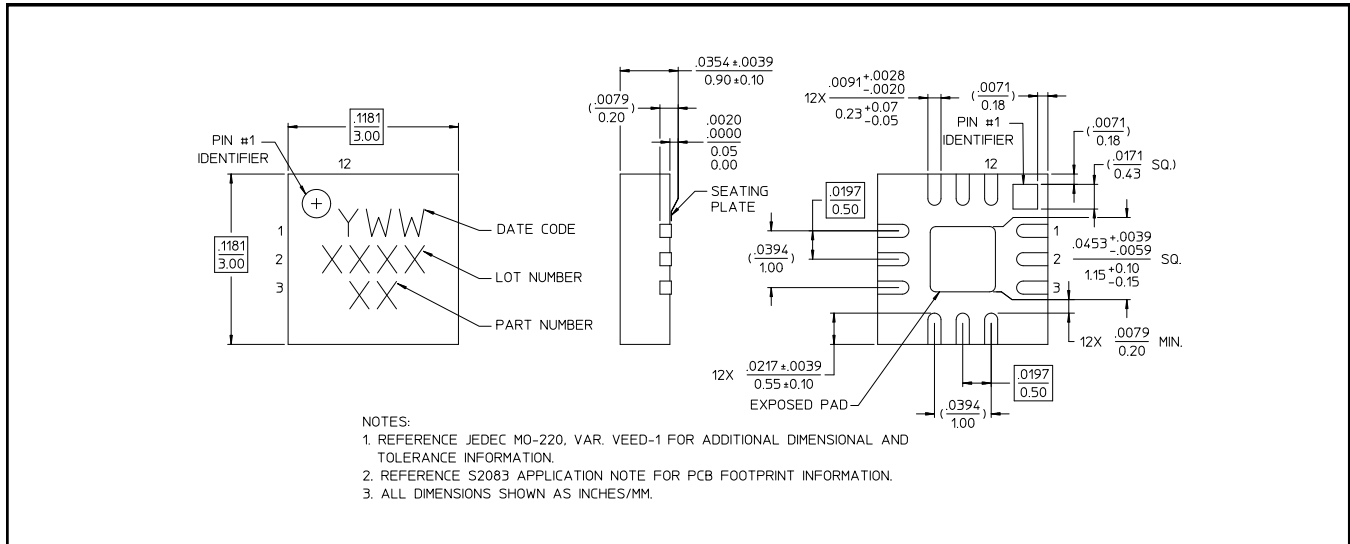 .1181
3.00
PIN #1
IDENTIFIER
12
.1181
3.00
1
2
3
YWW
XXXX
XX
DATE CODE
LOT NUMBER
PART NUMBER
.0354±.0039
0.90±0.10
(.0079
0.20)
.0020
.0000
0.05
0.00
SEATING
PLATE
12X .0091 +.0028
-.0020
0.23 +0.07
-0.05
(.0071
0.18)
PIN #1
IDENTIFIER
12
(.0071
0.18)
(.0171
0.43 SQ.)
.0197
0.50
(.0394
1.00)
1
2
3
.0453 +.0039
-.0059 SQ.
1.15 +0.10
-0.15
12X .0079
0.20 MIN.
12X .0217±.0039
0.55±0.10
EXPOSED PAD
.0197
0.50
(.0394
1.00)
NOTES:
1. REFERENCE JEDEC MO-220, VAR. VEED-1 FOR ADDITIONAL DIMENSIONAL AND
TOLERANCE INFORMATION.
2. REFERENCE S2083 APPLICATION NOTE FOR PCB FOOTPRINT INFORMATION.
3. ALL DIMENSIONS SHOWN AS INCHES/MM.